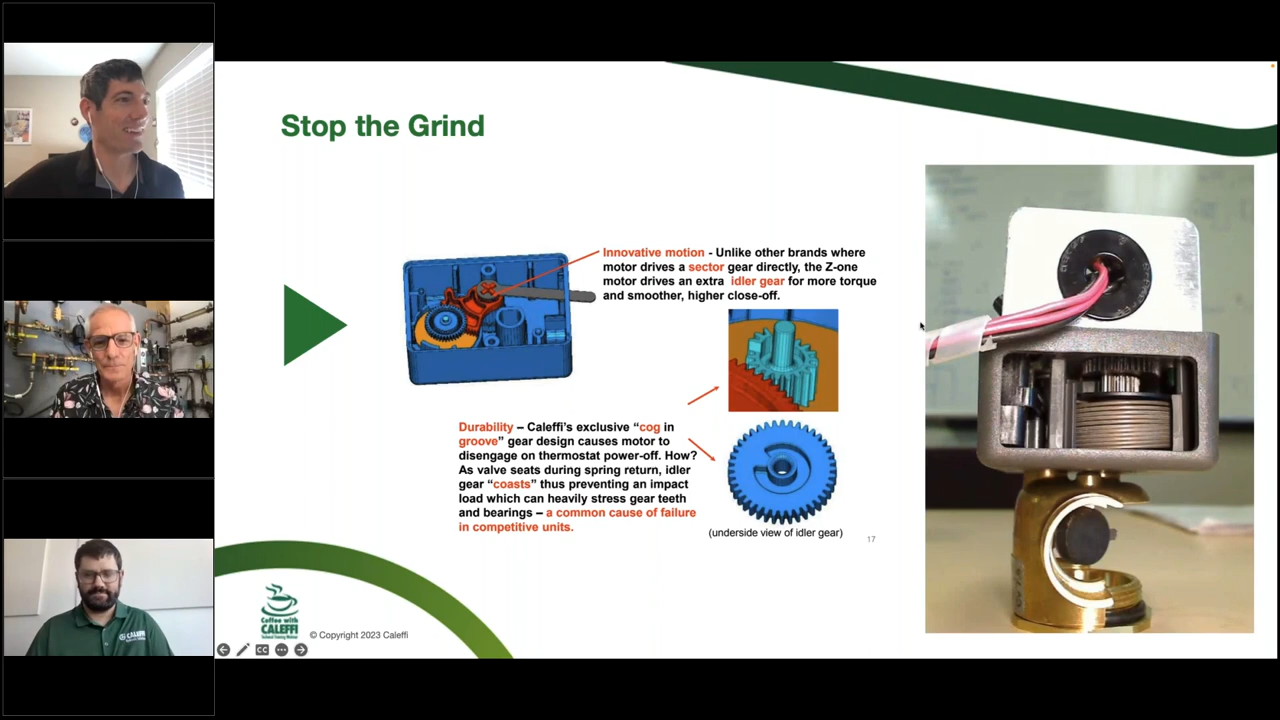 Stop the Grind
Innovative motion - Unlike other brands where
motor drives a sector gear directly, the Z-one
motor drives an extra idler gear for more torque
and smoother, higher close-off.
Durability – Caleffi’s exclusive “cog in
groove” gear design causes motor to
disengage on thermostat power-off. How?
As valve seats during spring return, idler
gear “coasts” thus preventing an impact
load which can heavily stress gear teeth
and bearings – a common cause of failure
in competitive units.
(underside view of idler gear)
17
Coffee with
CALEFFI
© Copyright 2023 Caleffi
CC
CALEFFI